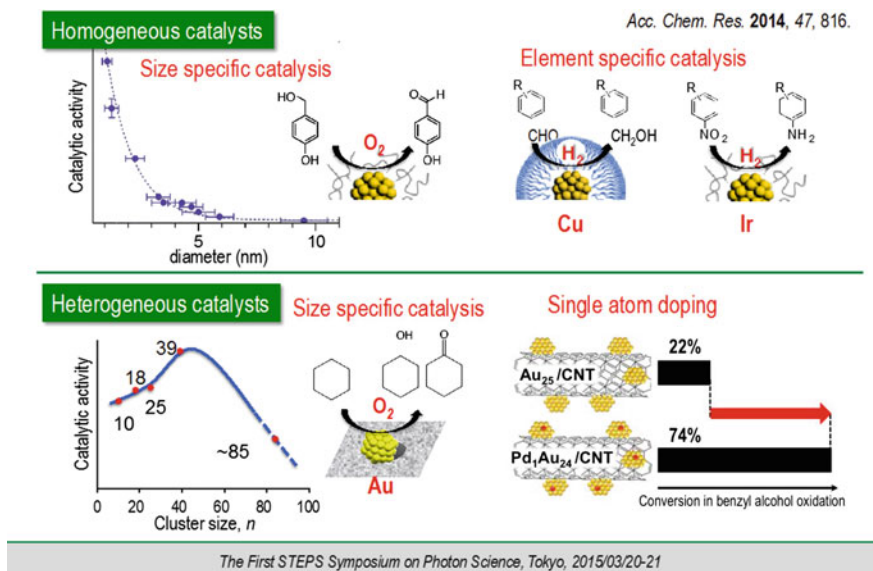 Homogeneous catalysts
Acc. Chem. Res. 2014, 47, 816.
Size specific catalysis
Catalytic activity
5
10
diameter (nm)
HO
OH
O
H
OH
O₂
Element specific catalysis
R
CHO
R
CH₂OH
H₂
Cu
R
NO₂
R
NH₂
H₂
Ir
Heterogeneous catalysts
Size specific catalysis
Single atom doping
Catalytic activity
10
18
25
39
~85
0
20
40
60
80
100
Cluster size, n
OH
O
O₂
Au
Au₂₅/CNT
22%
Pd₁Au₂₄/CNT
74%
Conversion in benzyl alcohol oxidation
The First STEPS Symposium on Photon Science, Tokyo, 2015/03/20-21